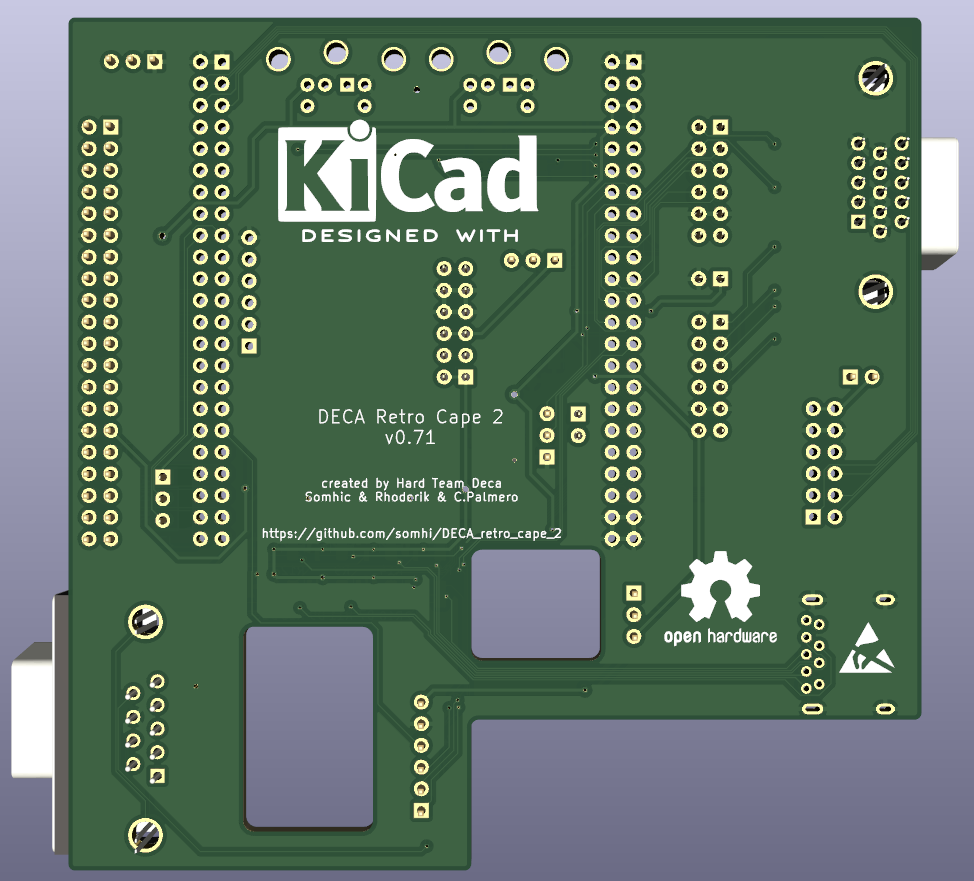 KiCad
DESIGNED WITH
DECA Retro Cape 2
v0.71
created by Hard Team Deca
Somhic & Rhoderik & C.Palmero
https://github.com/somhi/DECA_retro_cape_2
open hardware